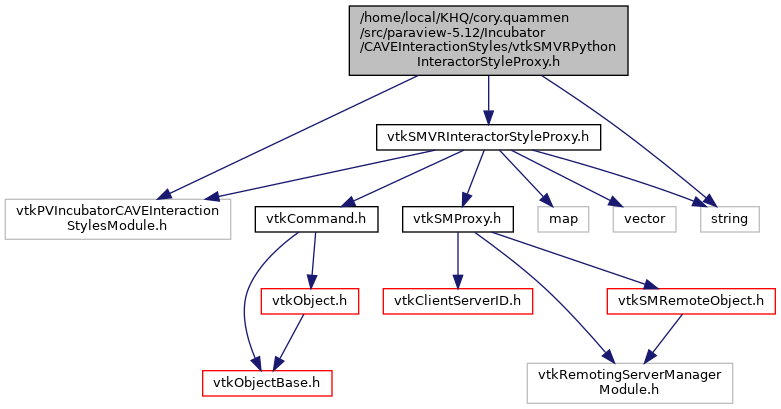 /home/local/KHQ/cory.quammen
/src/paraview-5.12/Incubator
/CAVEInteractionStyles/vtkSMVRPython
InteractorStyleProxy.h
vtkSMVRInteractorStyleProxy.h
vtkPVIncubatorCAVEInteraction
StylesModule.h
vtkCommand.h
vtkSMProxy.h
map
vector
string
vtkObject.h
vtkClientServerID.h
vtkSMRemoteObject.h
vtkObjectBase.h
vtkRemotingServerManager
Module.h